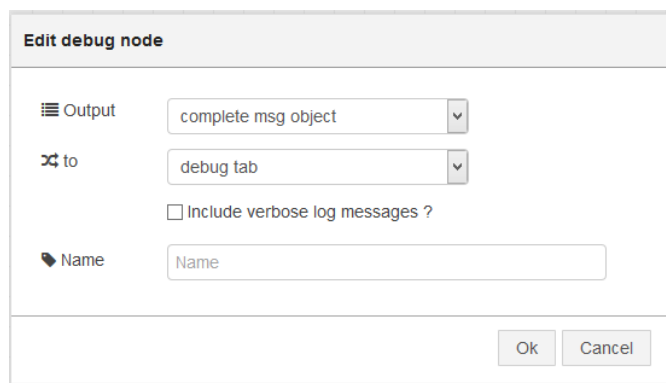 Edit debug node
Output complete msg object
to debug tab
Include verbose log messages ?
Name Name
Ok Cancel